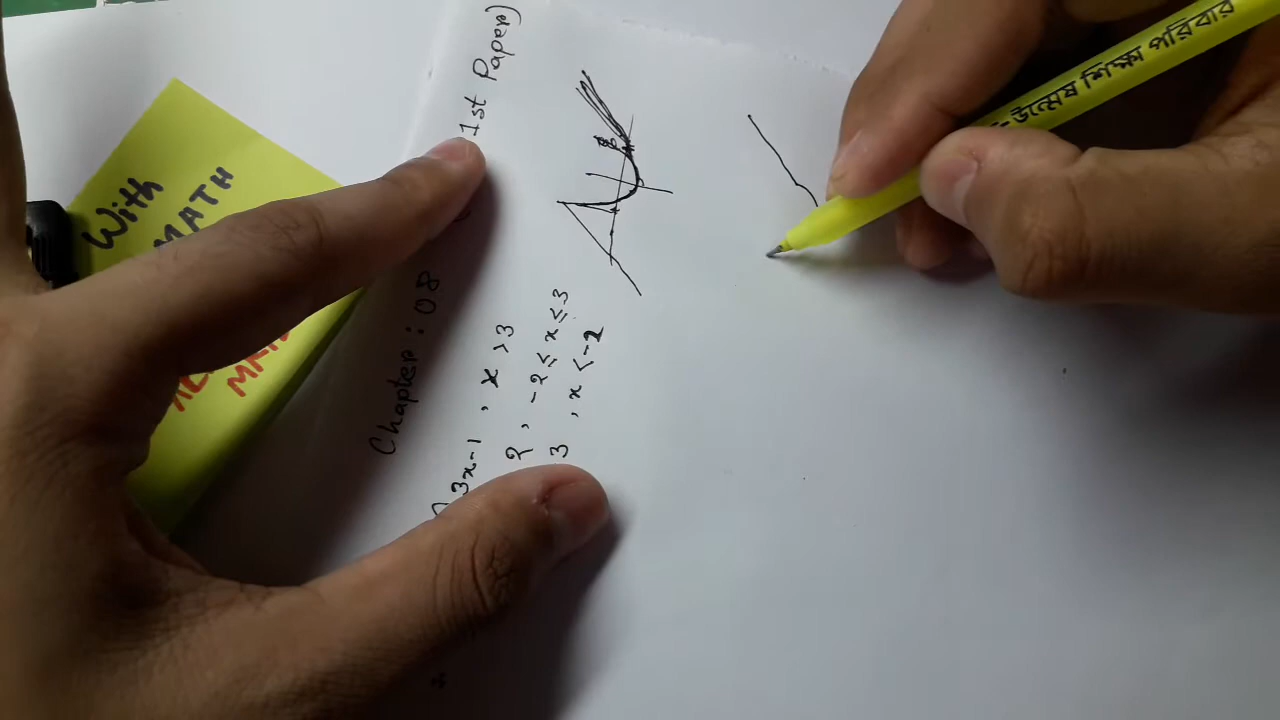 With
MATH
1st Paper)
Chapter : 08
3x-1 , x > 3
2 , -2 ≤ x ≤ 3
3 , x < -2
উন্মেষ শিক্ষা পরিবার